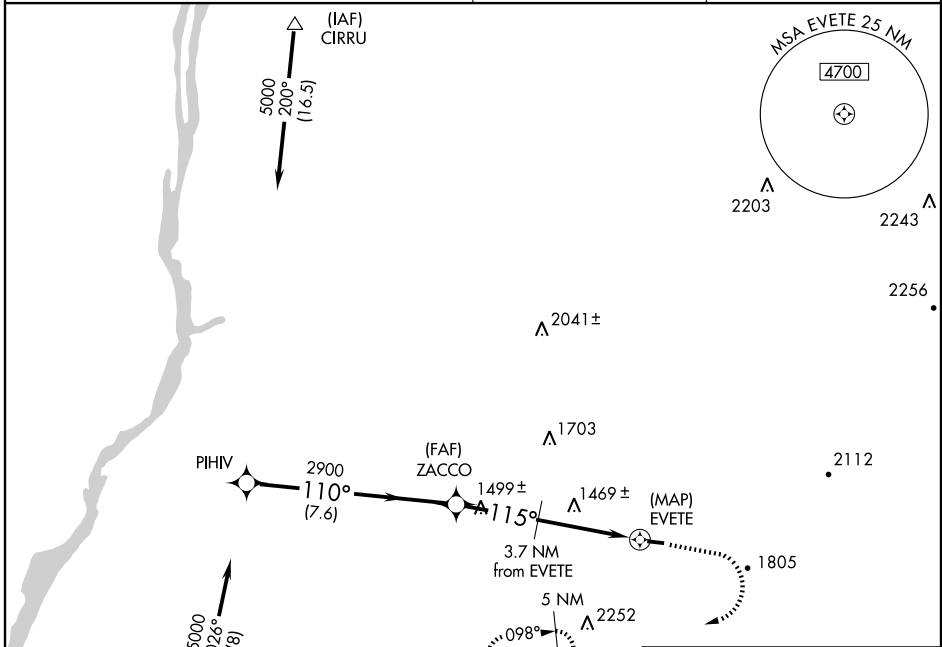 (IAF)
CIRRU
5000
200°
(16.5)
MSA EVETE 25 NM
4700
2203
2243
2256
2041±
1703
2112
PIHIV
2900
110°
(7.6)
(FAF)
ZACCO
1499±
115°
1469±
(MAP)
EVETE
3.7 NM
from EVETE
1805
5 NM
2252
098°
5000
026°